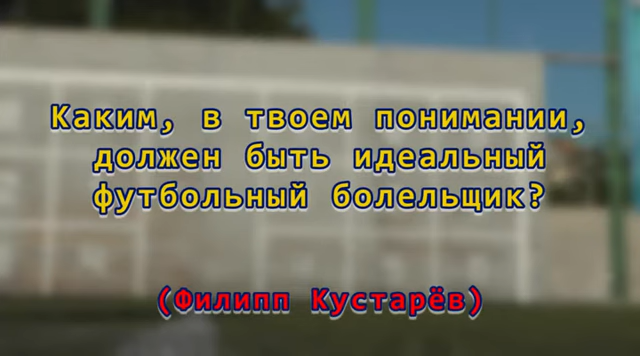 Каким, в твоем понимании,
должен быть идеальный
футбольный болельщик?
(Филипп Кустарёв)